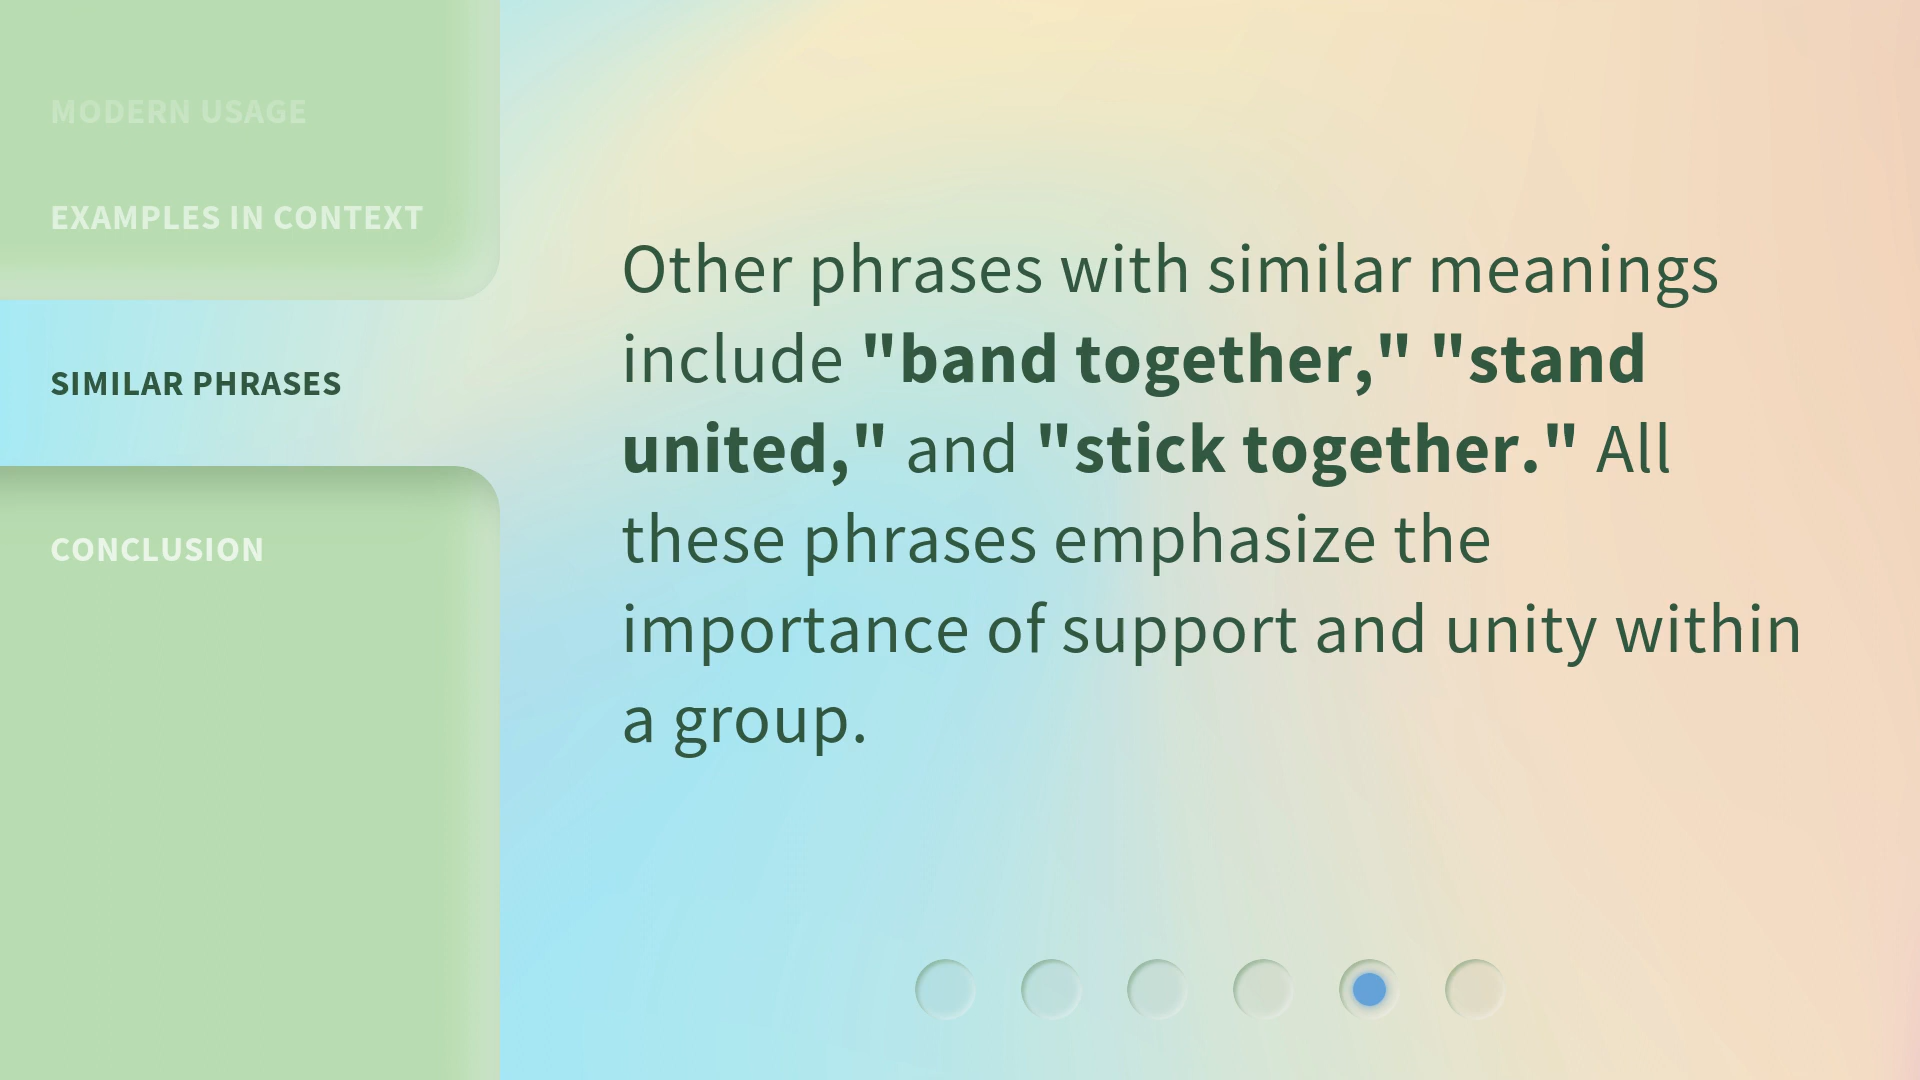 MODERN USAGE
EXAMPLES IN CONTEXT
SIMILAR PHRASES
CONCLUSION
Other phrases with similar meanings
include "band together," "stand
united," and "stick together." All
these phrases emphasize the
importance of support and unity within
a group.